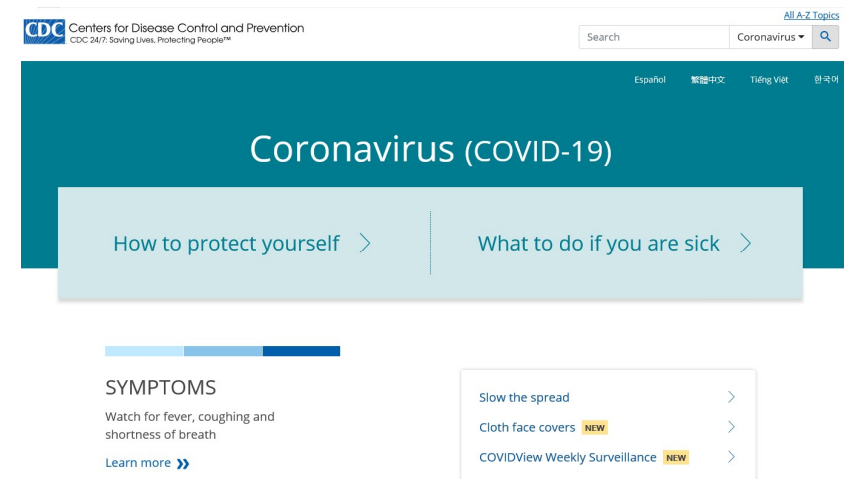 All A-Z Topics
CDC Centers for Disease Control and Prevention
CDC 24/7: Saving Lives, Protecting People™
Search
Coronavirus
Español 繁體中文 Tiếng Việt 한국어
Coronavirus (COVID-19)
How to protect yourself
What to do if you are sick
SYMPTOMS
Watch for fever, coughing and
shortness of breath
Learn more
Slow the spread
Cloth face covers NEW
COVIDView Weekly Surveillance NEW